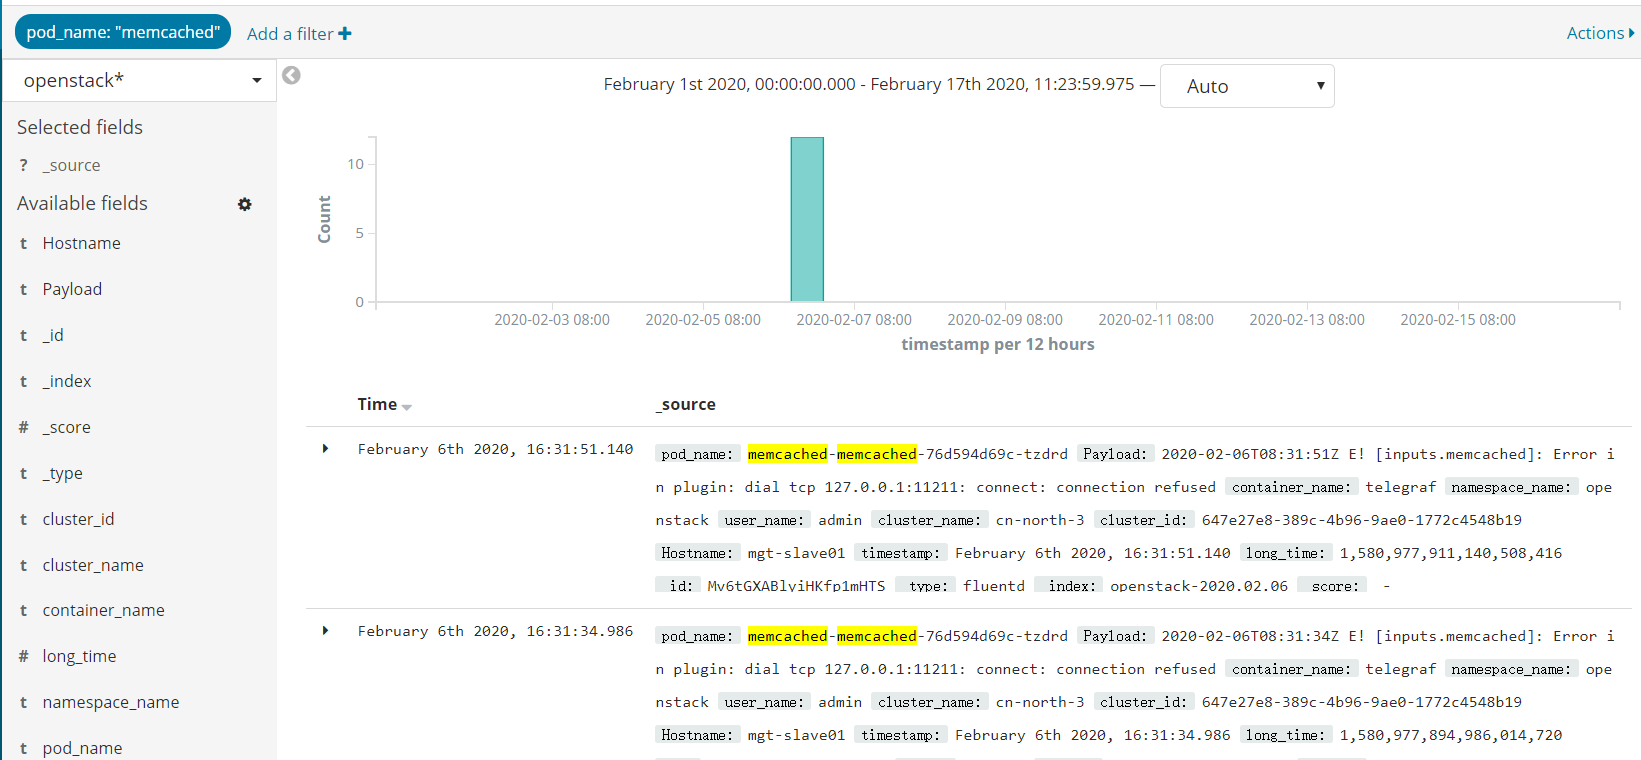 pod_name: "memcached" Add a filter Actions
openstack*
February 1st 2020, 00:00:00.000 - February 17th 2020, 11:23:59.975 — Auto
Selected fields
? _source
Available fields
t Hostname
t Payload
t _id
t _index
# _score
t _type
t cluster_id
t cluster_name
t container_name
# long_time
t namespace_name
t pod_name
Count
10
5
0
2020-02-03 08:00 2020-02-05 08:00 2020-02-07 08:00 2020-02-09 08:00 2020-02-11 08:00 2020-02-13 08:00 2020-02-15 08:00
timestamp per 12 hours
Time _source
February 6th 2020, 16:31:51.140 pod_name: memcached-memcached-76d594d69c-tzdrd Payload: 2020-02-06T08:31:51Z E! [inputs.memcached]: Error i
n plugin: dial tcp 127.0.0.1:11211: connect: connection refused container_name: telegraf namespace_name: ope
nstack user_name: admin cluster_name: cn-north-3 cluster_id: 647e27e8-389c-4b96-9ae0-1772c4548b19
Hostname: mgt-slave01 timestamp: February 6th 2020, 16:31:51.140 long_time: 1,580,977,911,140,508,416
_id: Mv6tGXABlyiHKfp1mHTS _type: fluentd _index: openstack-2020.02.06 _score: -
February 6th 2020, 16:31:34.986 pod_name: memcached-memcached-76d594d69c-tzdrd Payload: 2020-02-06T08:31:34Z E! [inputs.memcached]: Error i
n plugin: dial tcp 127.0.0.1:11211: connect: connection refused container_name: telegraf namespace_name: ope
nstack user_name: admin cluster_name: cn-north-3 cluster_id: 647e27e8-389c-4b96-9ae0-1772c4548b19
Hostname: mgt-slave01 timestamp: February 6th 2020, 16:31:34.986 long_time: 1,580,977,894,986,014,720